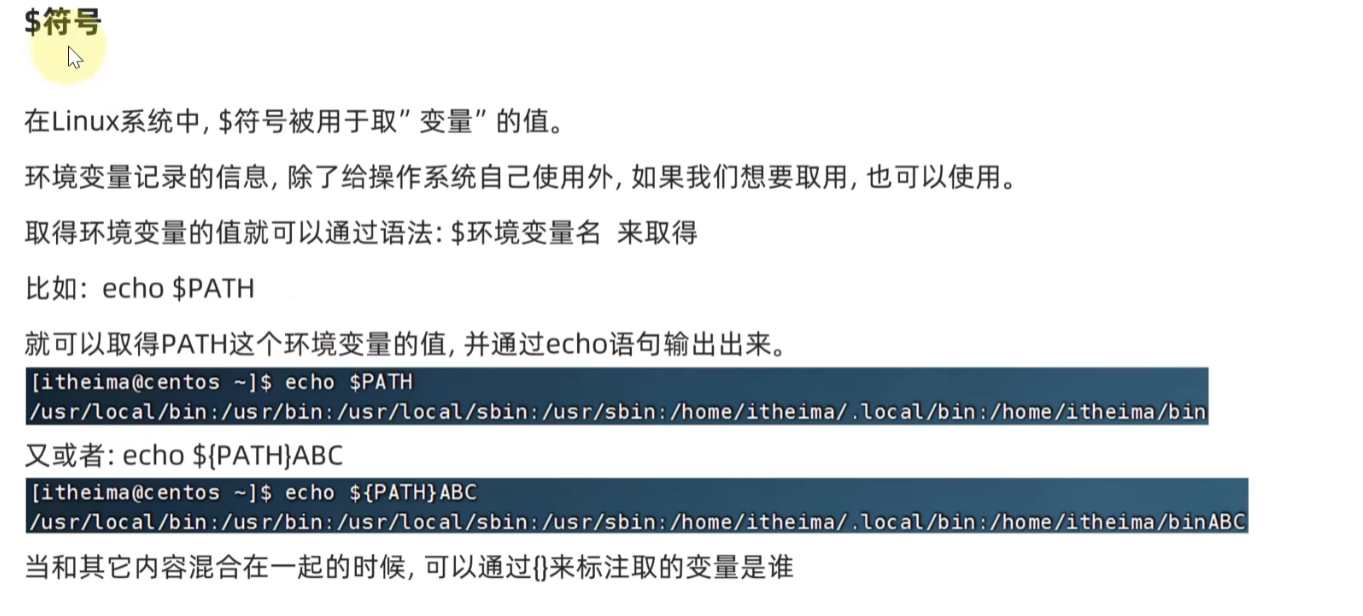 $符号
在Linux系统中, $符号被用于取”变量”的值。
环境变量记录的信息, 除了给操作系统自己使用外, 如果我们想要取用, 也可以使用。
取得环境变量的值就可以通过语法: $环境变量名 来取得
比如: echo $PATH
就可以取得PATH这个环境变量的值, 并通过echo语句输出出来。
[itheima@centos ~]$ echo $PATH
/usr/local/bin:/usr/bin:/usr/local/sbin:/usr/sbin:/home/itheima/.local/bin:/home/itheima/bin
又或者: echo ${PATH}ABC
[itheima@centos ~]$ echo ${PATH}ABC
/usr/local/bin:/usr/bin:/usr/local/sbin:/usr/sbin:/home/itheima/.local/bin:/home/itheima/binABC
当和其它内容混合在一起的时候, 可以通过{}来标注取的变量是谁